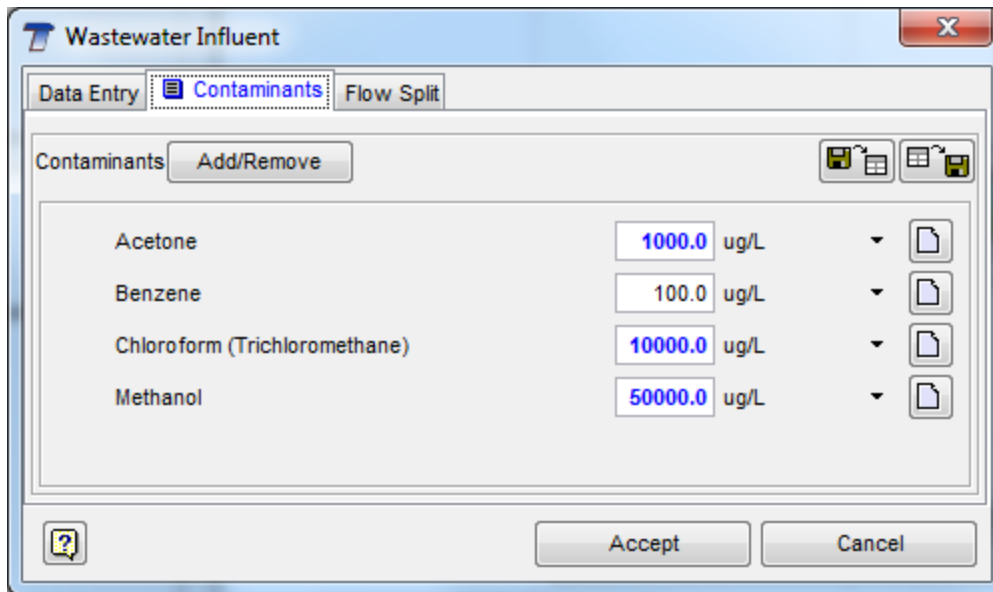 Wastewater Influent
Data Entry Contaminants Flow Split
Contaminants Add/Remove
Acetone 1000.0 ug/L
Benzene 100.0 ug/L
Chloroform (Trichloromethane) 10000.0 ug/L
Methanol 50000.0 ug/L
Accept Cancel